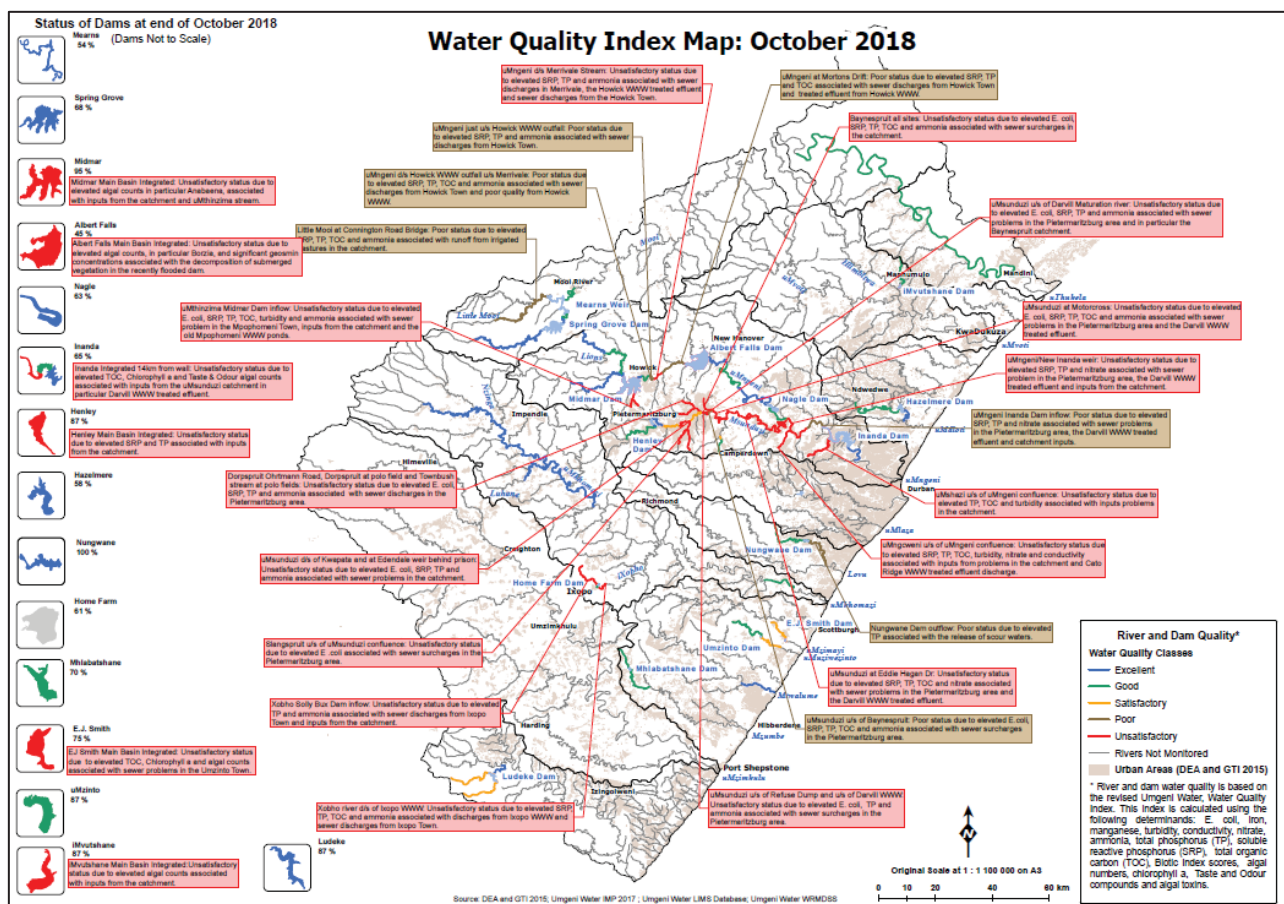 Status of Dams at end of October 2018
(Dams Not to Scale)
Water Quality Index Map: October 2018
Mearns
54 %
Spring Grove
68 %
Midmar
95 %
Midmar Main Basin Integrated: Unsatisfactory status due to
elevated algal counts in particular Anabaena, associated
with inputs from the catchment and uMthinzima stream.
Albert Falls
45 %
Albert Falls Main Basin Integrated: Unsatisfactory status due to
elevated algal counts, in particular Borzia, and significant geosmin
concentrations associated with the decomposition of submerged
vegetation in the recently flooded dam.
Nagle
63 %
Inanda
65 %
Inanda Integrated 14km from wall: Unsatisfactory status due to
elevated TOC, Chlorophyll a and Taste & Odour algal counts
associated with inputs from the uMsunduzi catchment in
particular Darvill WWW treated effluent.
Henley
87 %
Henley Main Basin Integrated: Unsatisfactory status
due to elevated SRP and TP associated with inputs
from the catchment.
Hazelmere
58 %
Nungwane
100 %
Home Farm
61 %
Mhlabatshane
70 %
E.J. Smith
75 %
EJ Smith Main Basin Integrated: Unsatisfactory status
due to elevated TOC, Chlorophyll a and algal counts
associated with sewer problems in the Umzinto Town.
uMzinto
87 %
iMvutshane
87 %
iMvutshane Main Basin Integrated:Unsatisfactory
status due to elevated algal counts associated
with inputs from the catchment.
Ludeke
87 %
uMngeni d/s Merrivale Stream: Unsatisfactory status due
to elevated SRP, TP and ammonia associated with sewer
discharges in Merrivale, the Howick WWW treated effluent
and sewer discharges from the Howick Town.
uMngeni at Mortons Drift: Poor status due to elevated SRP, TP
and TOC associated with sewer discharges from Howick Town
and treated effluent from Howick WWW.
uMngeni just u/s Howick WWW outfall: Poor status due
to elevated SRP, TP and ammonia associated with sewer
discharges from Howick Town.
Baynespruit all sites: Unsatisfactory status due to elevated E. coli,
SRP, TP, TOC and ammonia associated with sewer surcharges in
the catchment.
uMngeni d/s Howick WWW outfall u/s Merrivale: Poor status due
to elevated SRP, TP, TOC and ammonia associated with sewer
discharges from Howick Town and poor quality from Howick
WWW.
uMsunduzi u/s of Darvill Maturation river: Unsatisfactory status due
to elevated E. coli, SRP, TP and ammonia associated with sewer
problems in the Pietermaritzburg area and in particular the
Baynespruit catchment.
Little Mooi at Connington Road Bridge: Poor status due to elevated
SRP, TP, TOC and ammonia associated with runoff from irrigated
pastures in the catchment.
uMthinzima Midmar Dam inflow: Unsatisfactory status due to elevated
E. coli, SRP, TP, TOC, turbidity and ammonia associated with sewer
problem in the Mpophomeni Town, inputs from the catchment and the
old Mpophomeni WWW ponds.
uMsunduzi at Motorcross: Unsatisfactory status due to elevated
E. coli, SRP, TP, TOC and ammonia associated with sewer
problems in the Pietermaritzburg area and the Darvill WWW
treated effluent.
uMngeni/New Inanda weir: Unsatisfactory status due to
elevated SRP, TP and nitrate associated with sewer
problem in the Pietermaritzburg area, the Darvill WWW
treated effluent and inputs from the catchment.
uMngeni Inanda Dam inflow: Poor status due to elevated
SRP, TP and nitrate associated with sewer problems
in the Pietermaritzburg area, the Darvill WWW
treated effluent and catchment inputs.
Dorpspruit Ohrtmann Road, Dorpspruit at polo field and Townbush
stream at polo fields: Unsatisfactory status due to elevated E. coli,
SRP, TP and ammonia associated with sewer discharges in the
Pietermaritzburg area.
uMshazi u/s of uMngeni confluence: Unsatisfactory status due to
elevated TP, TOC and turbidity associated with inputs problems
in the catchment.
uMsunduzi d/s of Kwapata and at Edendale weir behind prison:
Unsatisfactory status due to elevated E. coli, SRP, TP and
ammonia associated with sewer problems in the catchment.
uMngcweni u/s of uMngeni confluence: Unsatisfactory status due to
elevated SRP, TP, TOC, turbidity, nitrate and conductivity
associated with inputs from problems in the catchment and Cato
Ridge WWW treated effluent discharge.
Nungwane Dam outflow: Poor status due to elevated
TP associated with the release of scour waters.
Slangspruit u/s of uMsunduzi confluence: Unsatisfactory status due
to elevated E .coli associated with sewer surcharges in the
Pietermaritzburg area.
uMsunduzi at Eddie Hagan Dr: Unsatisfactory status
due to elevated SRP, TP, TOC and nitrate associated
with sewer problems in the Pietermaritzburg area and
the Darvill WWW treated effluent.
Xobho Solly Bux Dam inflow: Unsatisfactory status due to elevated
TP and ammonia associated with sewer discharges from Ixopo
Town and inputs from the catchment.
uMsunduzi u/s of Baynespruit: Poor status due to elevated E.coli,
SRP, TP and ammonia associated with sewer surcharges
in the Pietermaritzburg area.
Xobho river d/s of Ixopo WWW: Unsatisfactory status due to elevated SRP,
TP, TOC and ammonia associated with discharges from Ixopo WWW and
sewer discharges from Ixopo Town.
uMsunduzi u/s of Refuse Dump and u/s of Darvill WWW:
Unsatisfactory status due to elevated E. coli, TP and
ammonia associated with sewer surcharges in the
Pietermaritzburg area.
Mooi
Mooi River
Little Mooi
Mearns Weir
Spring Grove Dam
Lions
Howick
Midmar Dam
New Hanover
Albert Falls Dam
uMngeni
Nagle Dam
Pietermaritzburg
Msunduzi
Henley
Dam
Camperdown
Impendle
Himeville
Luhane
Richmond
Creighton
Home Farm Dam
Ixopo
iXobho
Umzimkhulu
Harding
Ludeke Dam
Izingolweni
Maphumulo
iMvutshane Dam
Mandini
uThukela
KwaDukuza
uMvoti
Ndwedwe
Hazelmere Dam
uMdloti
Inanda Dam
uMngeni
Durban
uMlaza
Nungwane Dam
Lovu
uMkhomazi
E.J. Smith Dam
Scottburgh
uMzimayi
uMuziwezinto
Umzinto Dam
Mhlabatshane Dam
Mtwalume
Hibberdene
Mzumbe
Port Shepstone
uMzimkulu
River and Dam Quality*
Water Quality Classes
Excellent
Good
Satisfactory
Poor
Unsatisfactory
Rivers Not Monitored
Urban Areas (DEA and GTI 2015)
* River and dam water quality is based on
the revised Umgeni Water, Water Quality
Index. This index is calculated using the
following determinands: E. coli, Iron,
manganese, turbidity, conductivity, nitrate,
ammonia, total phosphorus (TP), soluble
reactive phosphorus (SRP), total organic
carbon (TOC), Biotic Index scores, algal
numbers, chlorophyll a, Taste and Odour
compounds and algal toxins.
N
Original Scale at 1 : 1 100 000 on A3
0 10 20 40 60 km
Source: DEA and GTI 2015; Umgeni Water IMP 2017 ; Umgeni Water LIMS Database; Umgeni Water WRMDSS